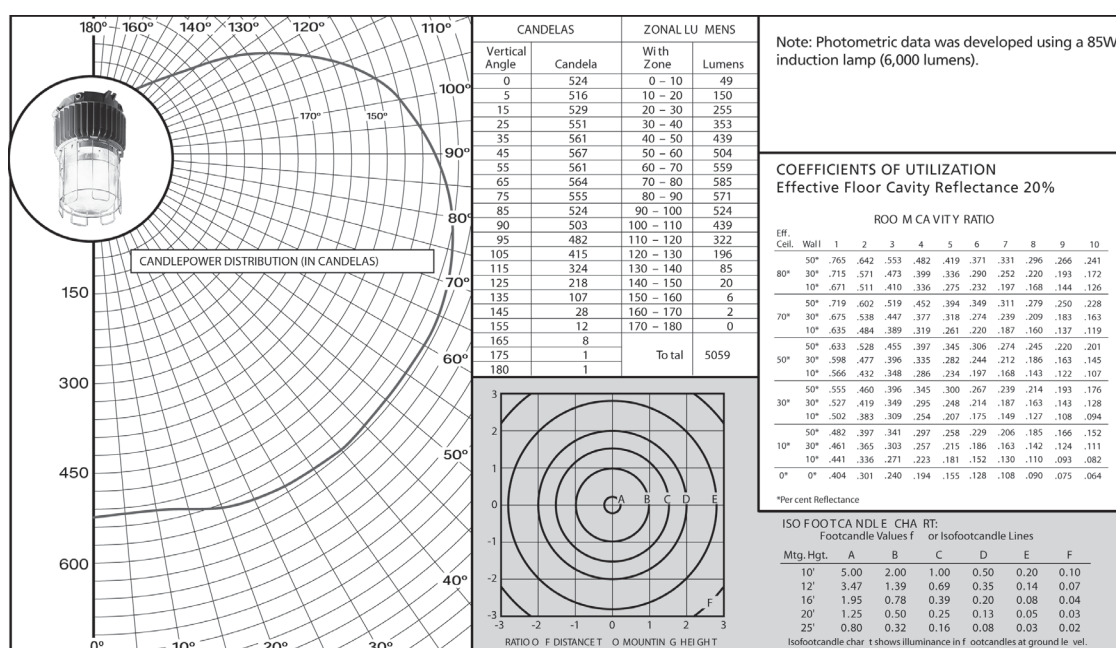 180º 160º 140º 130º 120º 110º
100º
170º 150º
90º
80º
CANDLEPOWER DISTRIBUTION (IN CANDELAS)
70º
150
60º
300
50º
450
600
40º
0º 10º 20º 30º
CANDELAS ZONAL LU MENS
Vertical Angle Candela Wi th Zone Lumens
0 524 0 – 10 49
5 516 10 – 20 150
15 529 20 – 30 255
25 551 30 – 40 353
35 561 40 – 50 439
45 567 50 – 60 504
55 561 60 – 70 559
65 564 70 – 80 585
75 555 80 – 90 571
85 524 90 – 100 524
90 503 100 – 110 439
95 482 110 – 120 322
105 415 120 – 130 196
115 324 130 – 140 85
125 218 140 – 150 20
135 107 150 – 160 6
145 28 160 – 170 2
155 12 170 – 180 0
165 8
175 1 To tal 5059
180 1
3
2
1
0 A B C D E
-1
-2
F
-3
-3 -2 -1 0 1 2 3
RATIO O F DISTANCE T O MOUNTIN G HEIGHT
Note: Photometric data was developed using a 85W
induction lamp (6,000 lumens).
COEFFICIENTS OF UTILIZATION
Effective Floor Cavity Reflectance 20%
ROO M CA VI TY RATIO
Eff.
Ceil. Wal l 1 2 3 4 5 6 7 8 9 10
50* .765 .642 .553 .482 .419 .371 .331 .296 .266 .241
80* 30* .715 .571 .473 .399 .336 .290 .252 .220 .193 .172
10* .671 .511 .410 .336 .275 .232 .197 .168 .144 .126
50* .719 .602 .519 .452 .394 .349 .311 .279 .250 .228
70* 30* .675 .538 .447 .377 .318 .274 .239 .209 .183 .163
10* .635 .484 .389 .319 .261 .220 .187 .160 .137 .119
50* .633 .528 .455 .397 .345 .306 .274 .245 .220 .201
50* 30* .598 .477 .396 .335 .282 .244 .212 .186 .163 .145
10* .566 .432 .348 .286 .234 .197 .168 .143 .122 .107
50* .555 .460 .396 .345 .300 .267 .239 .214 .193 .176
30* 30* .527 .419 .349 .295 .248 .214 .187 .163 .143 .128
10* .502 .383 .309 .254 .207 .175 .149 .127 .108 .094
50* .482 .397 .341 .297 .258 .229 .206 .185 .166 .152
10* 30* .461 .365 .303 .257 .215 .186 .163 .142 .124 .111
10* .441 .336 .271 .223 .181 .152 .130 .110 .093 .082
0* 0* .404 .301 .240 .194 .155 .128 .108 .090 .075 .064
*Per cent Reflectance
ISO FOOTCA NDL E CHA RT:
Footcandle Values f or Isofootcandle Lines
Mtg. Hgt. A B C D E F
10' 5.00 2.00 1.00 0.50 0.20 0.10
12' 3.47 1.39 0.69 0.35 0.14 0.07
16' 1.95 0.78 0.39 0.20 0.08 0.04
20' 1.25 0.50 0.25 0.13 0.05 0.03
25' 0.80 0.32 0.16 0.08 0.03 0.02
Isofootcandle char t shows illuminance in f ootcandles at ground le vel.